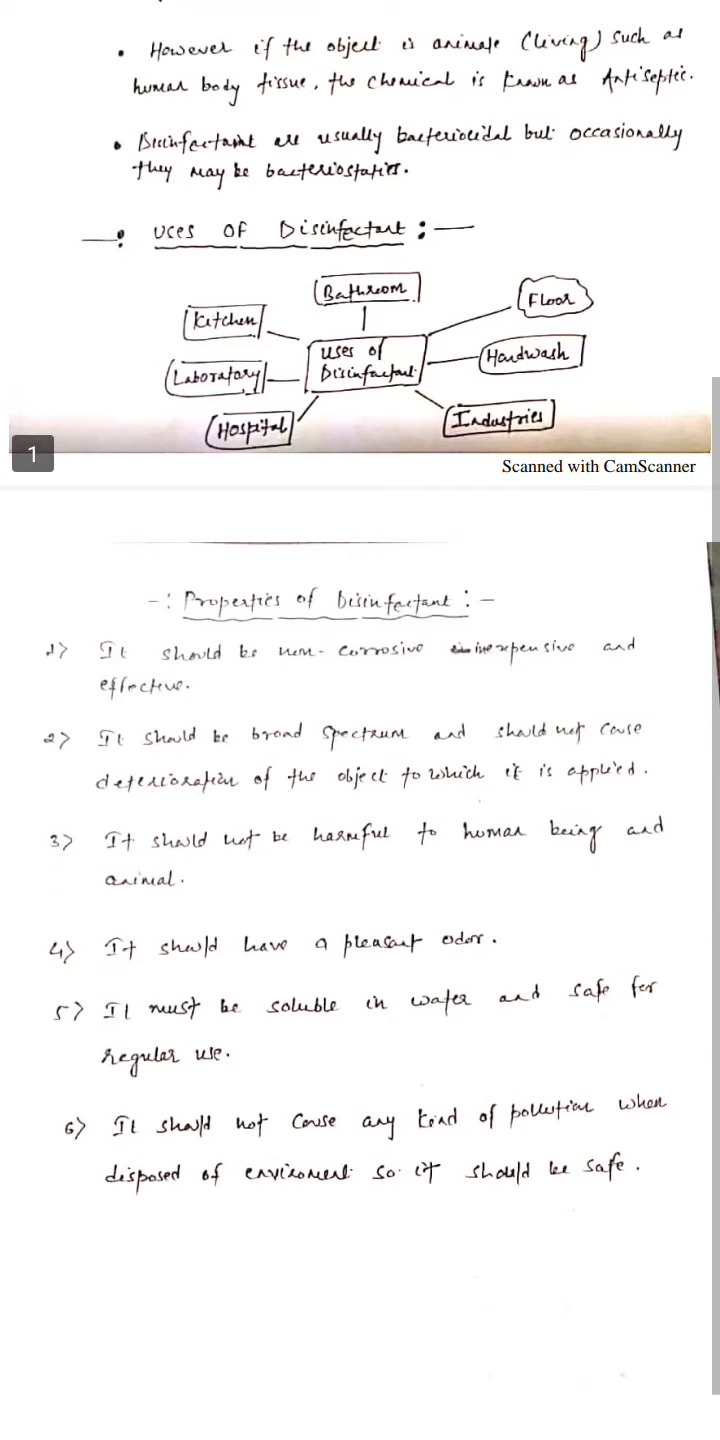 • However if the object is animate (living) such as
human body tissue, the chemical is known as Antiseptic.
• Disinfactant are usually bacteriocidal but occasionally
they may be bacteriostatic.
—: Uces OF Disinfectant :—
Bathroom
Floor
Kitchen
uses of
Disinfactant
Handwash
Laboratory
Hospital
Industries
1
Scanned with CamScanner
-: Properties of Disinfectant :-
1> It should be non-corrosive inexpensive and
effective.
2> It should be broad spectrum and should not cause
deterioration of the object to which it is applied.
3> It should not be harmful to human being and
animal.
4> It should have a pleasant odor.
5> It must be soluble in water and safe for
regular use.
6> It should not cause any kind of pollution when
disposed of enviroment so it should be safe.